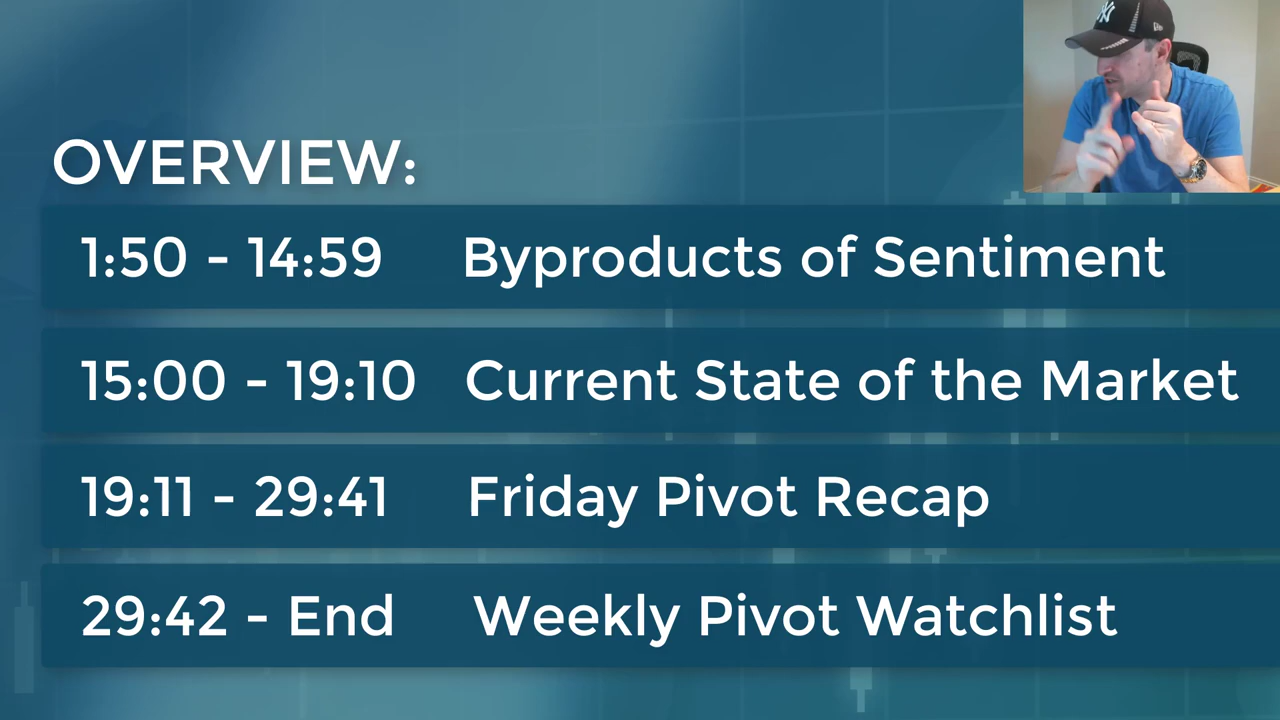 OVERVIEW:
1:50 - 14:59 Byproducts of Sentiment
15:00 - 19:10 Current State of the Market
19:11 - 29:41 Friday Pivot Recap
29:42 - End Weekly Pivot Watchlist
NY